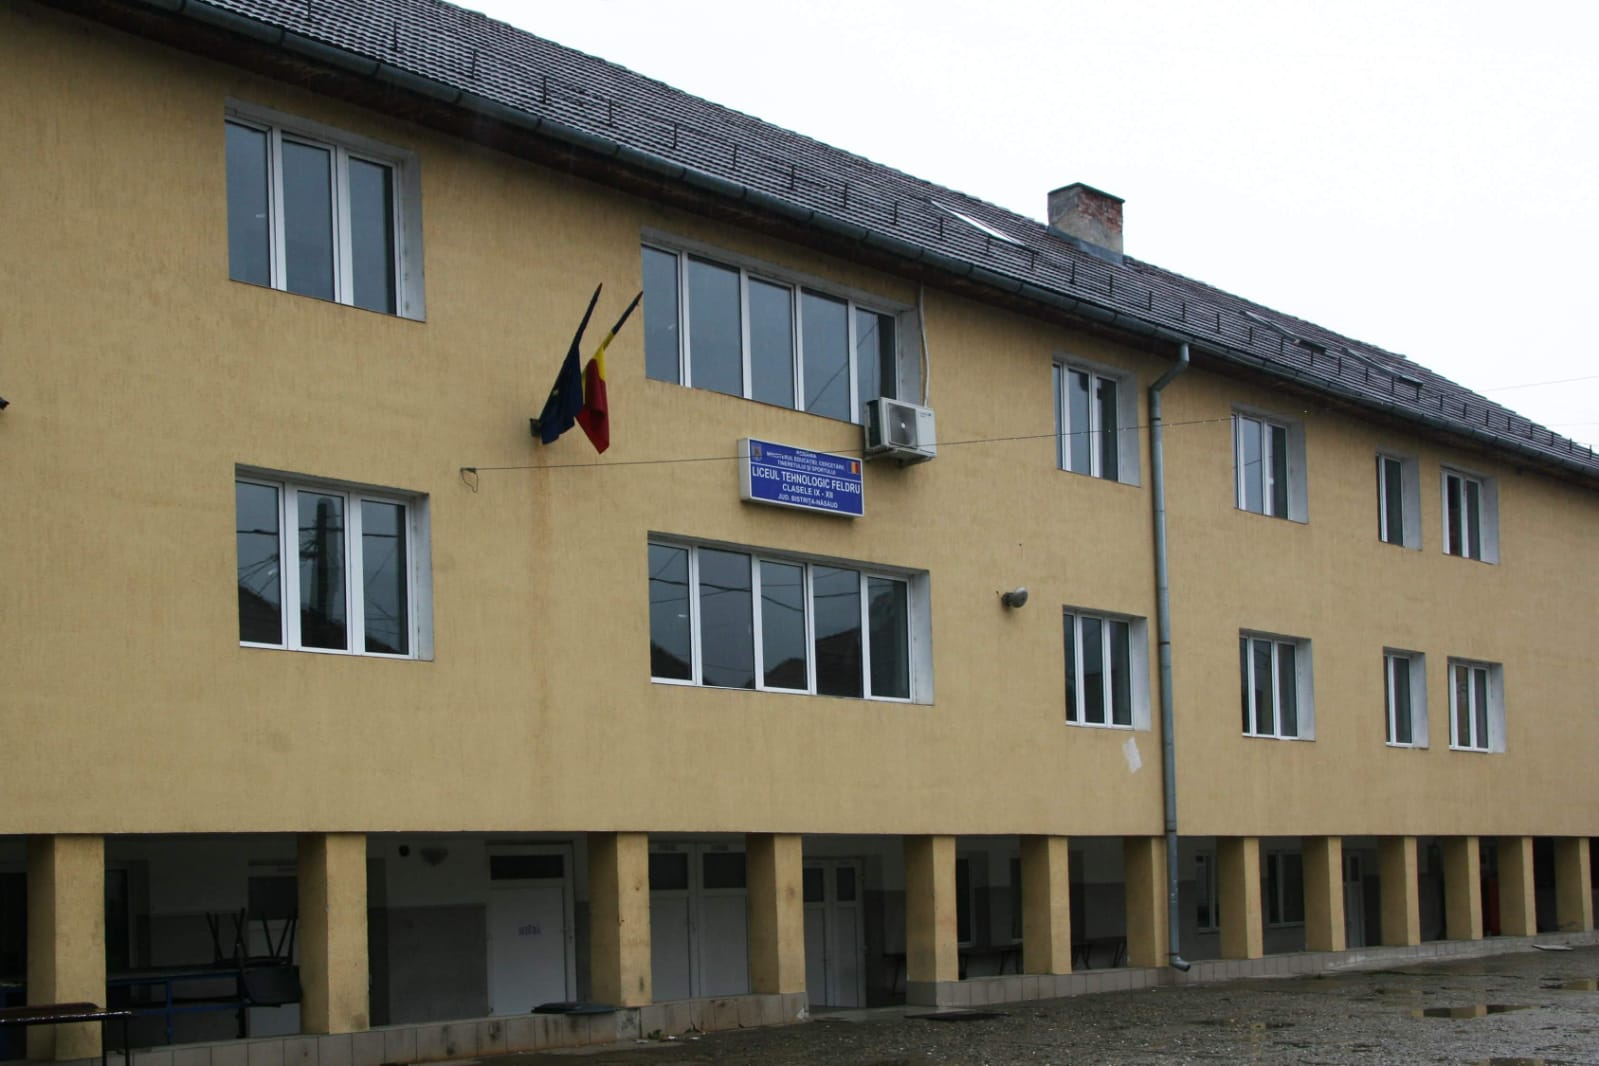 ROMÂNIA
MINISTERUL EDUCAȚIEI, CERCETĂRII,
TINERETULUI ȘI SPORTULUI
LICEUL TEHNOLOGIC FELDRU
CLASELE IX - XII
JUD. BISTRIȚA-NĂSĂUD